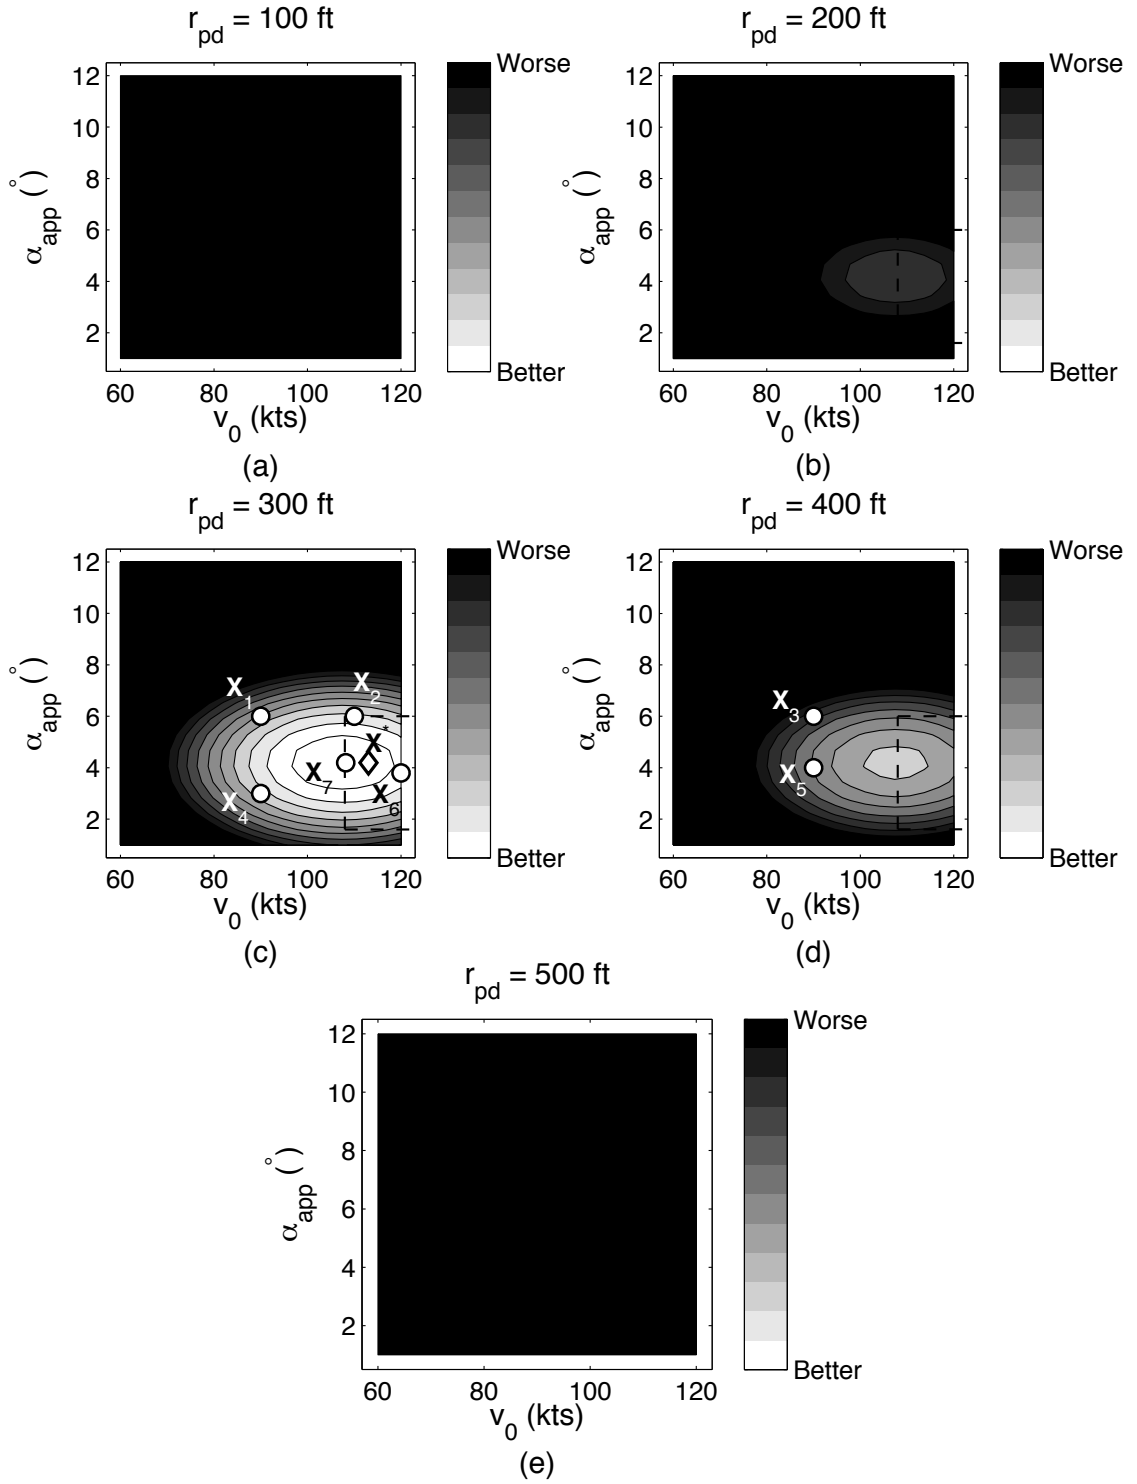 r_pd = 100 ft
r_pd = 200 ft
12
10
8
6
4
2
α_app (°)
60 80 100 120
v_0 (kts)
Worse
Better
(a)
12
10
8
6
4
2
α_app (°)
60 80 100 120
v_0 (kts)
Worse
Better
(b)
r_pd = 300 ft
r_pd = 400 ft
12
10
8
6
4
2
α_app (°)
X_1
X_2
X*
X_7
X_6
X_4
60 80 100 120
v_0 (kts)
Worse
Better
(c)
12
10
8
6
4
2
α_app (°)
X_3
X_5
60 80 100 120
v_0 (kts)
Worse
Better
(d)
r_pd = 500 ft
12
10
8
6
4
2
α_app (°)
60 80 100 120
v_0 (kts)
Worse
Better
(e)